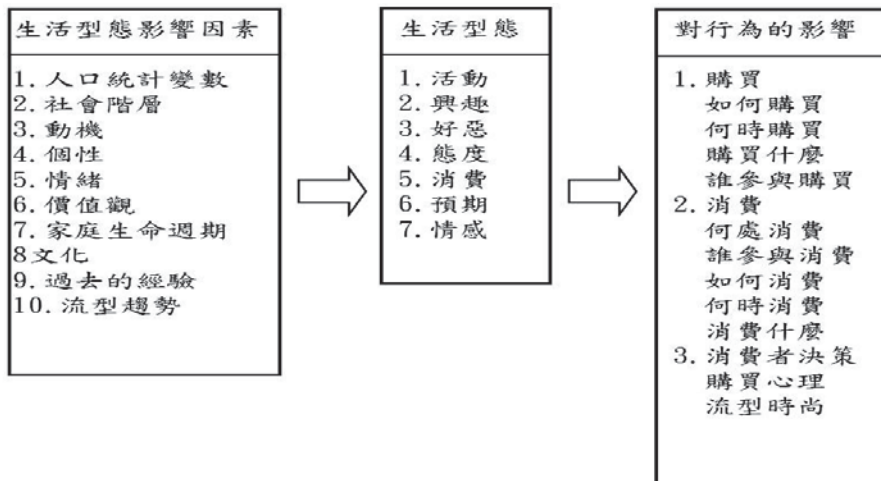 生活型態影響因素
1. 人口統計變數
2. 社會階層
3. 動機
4. 個性
5. 情緒
6. 價值觀
7. 家庭生命週期
8文化
9. 過去的經驗
10. 流型趨勢
生活型態
1. 活動
2. 興趣
3. 好惡
4. 態度
5. 消費
6. 預期
7. 情感
對行為的影響
1. 購買
如何購買
何時購買
購買什麼
誰參與購買
2. 消費
何處消費
誰參與消費
如何消費
何時消費
消費什麼
3. 消費者決策
購買心理
流型時尚